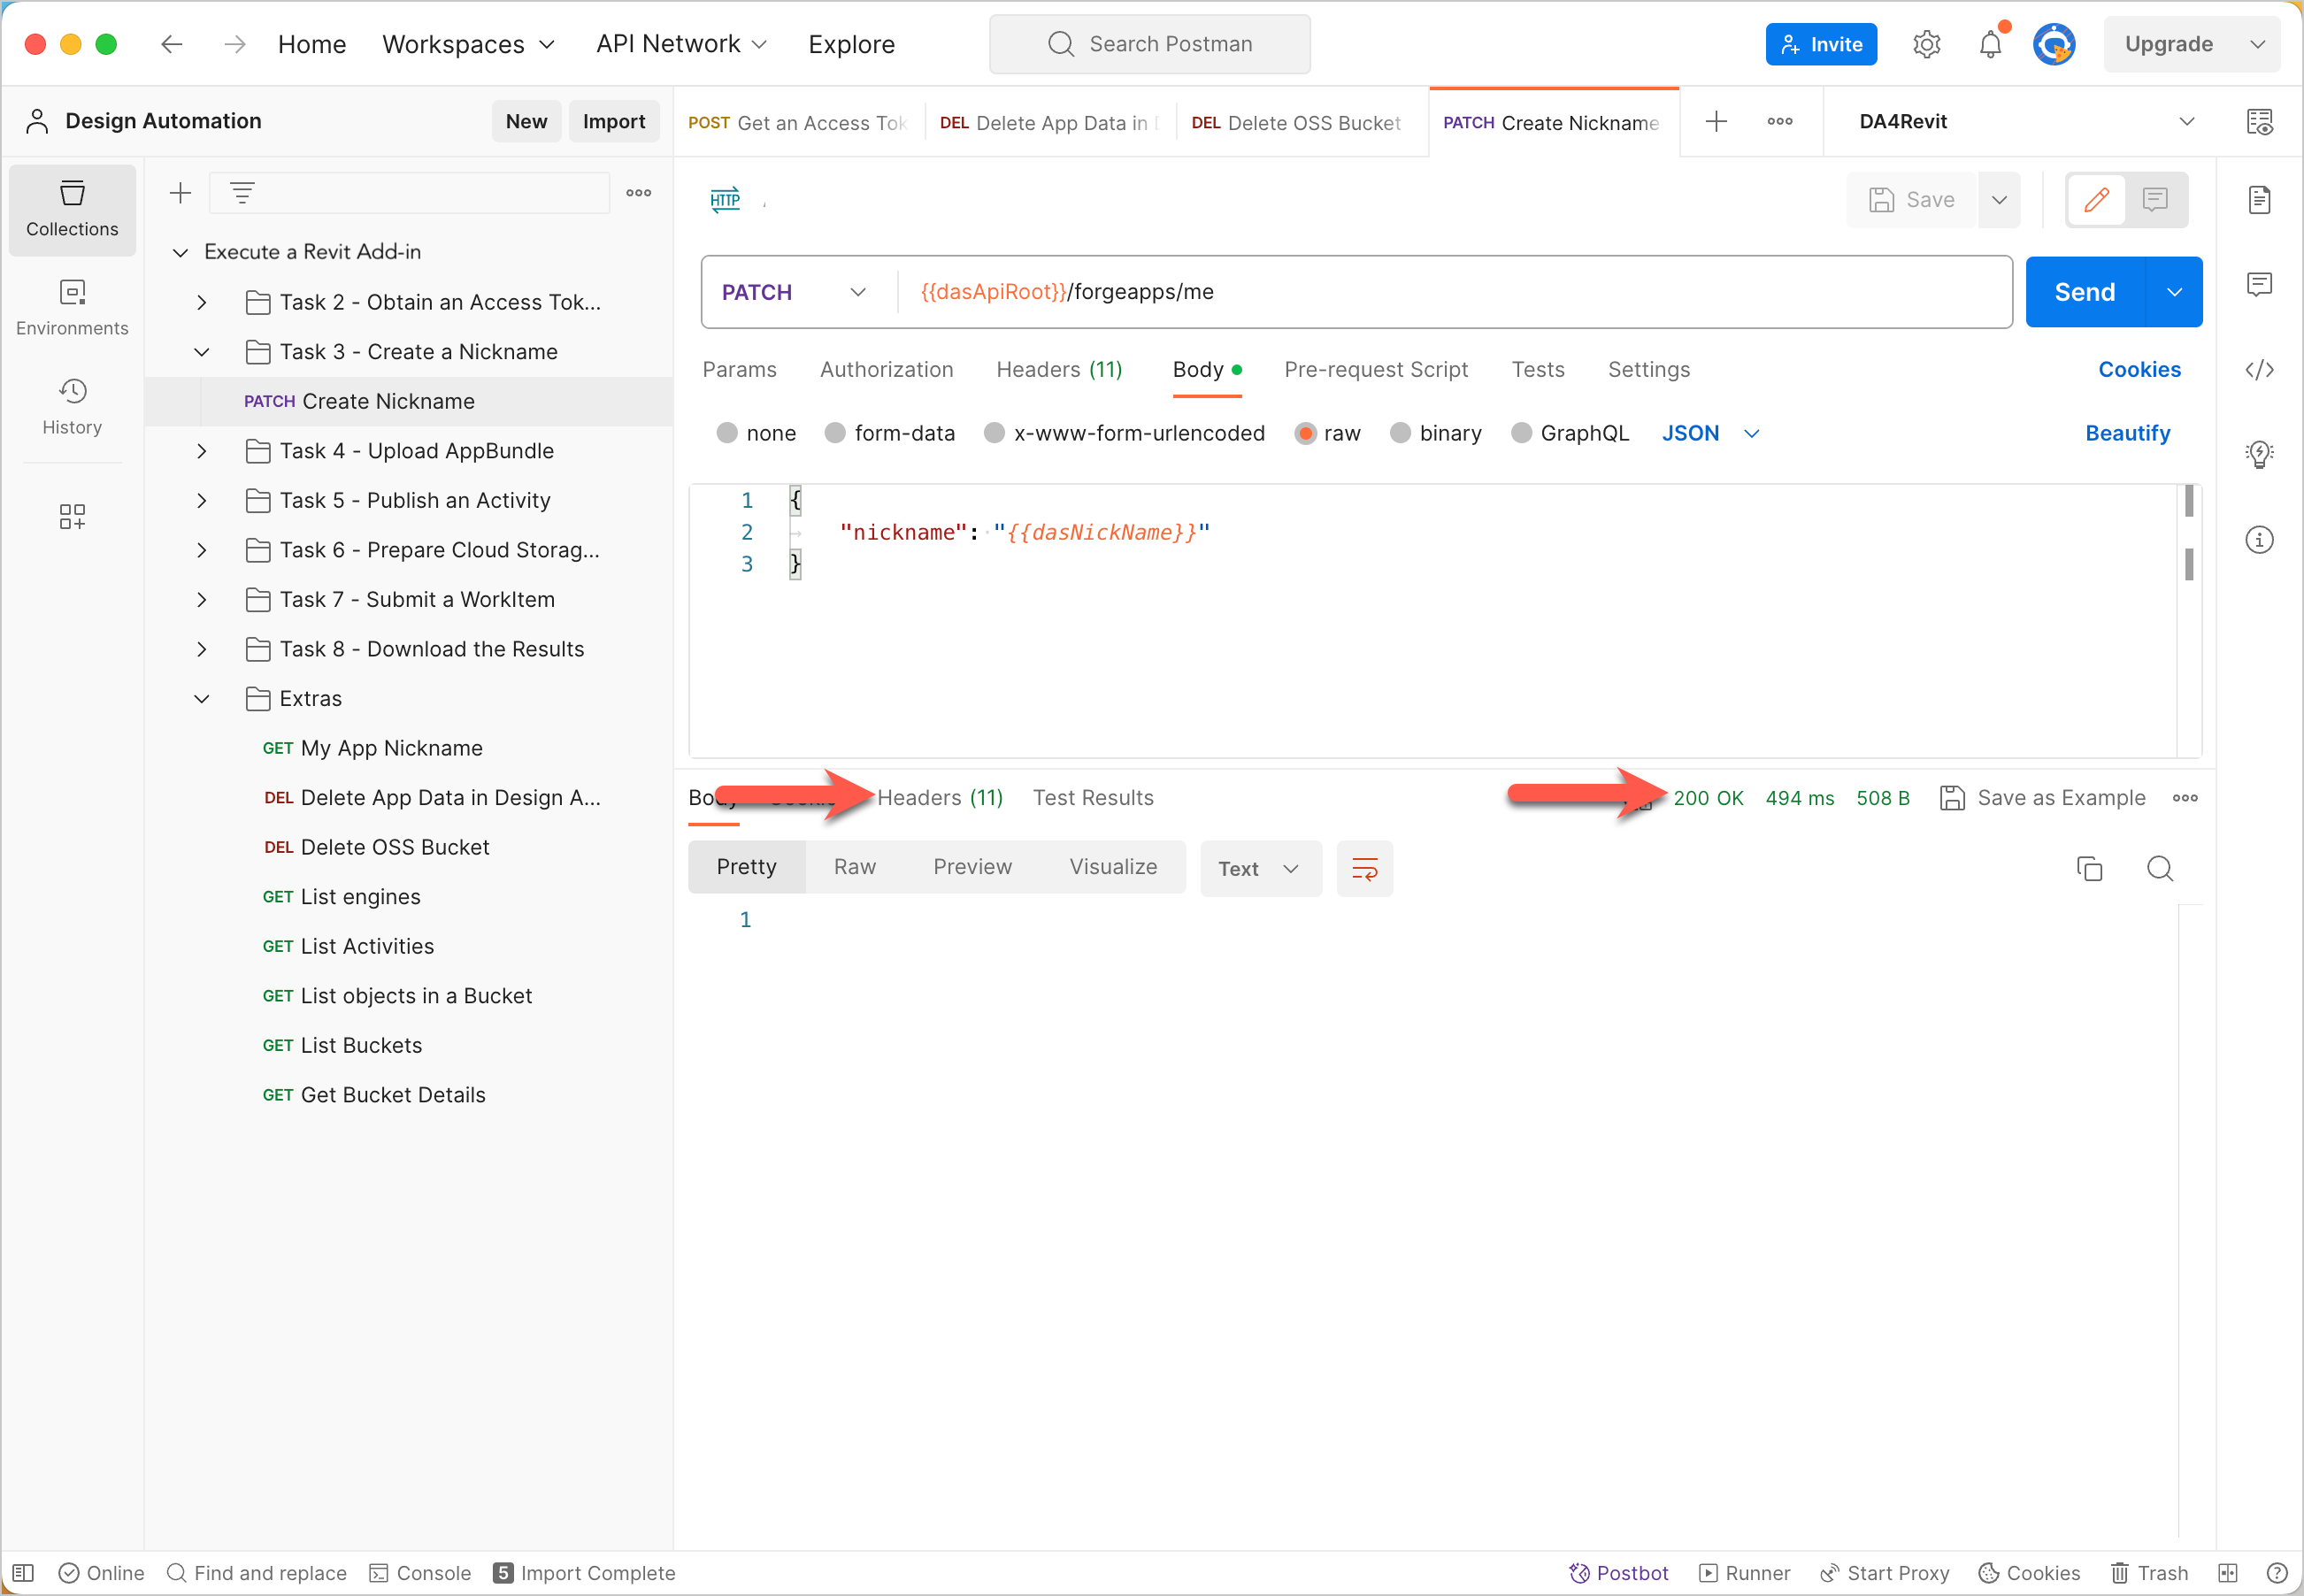 Home Workspaces API Network Explore Search Postman Invite Upgrade
Design Automation New Import POST Get an Access Tok DEL Delete App Data in DEL Delete OSS Bucket PATCH Create Nickname DA4Revit
Collections
Environments
History
Execute a Revit Add-in
Task 2 - Obtain an Access Tok...
Task 3 - Create a Nickname
PATCH Create Nickname
Task 4 - Upload AppBundle
Task 5 - Publish an Activity
Task 6 - Prepare Cloud Storag...
Task 7 - Submit a WorkItem
Task 8 - Download the Results
Extras
GET My App Nickname
DEL Delete App Data in Design A...
DEL Delete OSS Bucket
GET List engines
GET List Activities
GET List objects in a Bucket
GET List Buckets
GET Get Bucket Details
HTTP Save
PATCH {{dasApiRoot}}/forgeapps/me Send
Params Authorization Headers (11) Body Pre-request Script Tests Settings Cookies
none form-data x-www-form-urlencoded raw binary GraphQL JSON Beautify
1 {
2 "nickname": "{{dasNickName}}"
3 }
Body Headers (11) Test Results 200 OK 494 ms 508 B Save as Example
Pretty Raw Preview Visualize Text
1
Online Find and replace Console 5 Import Complete Postbot Runner Start Proxy Cookies Trash